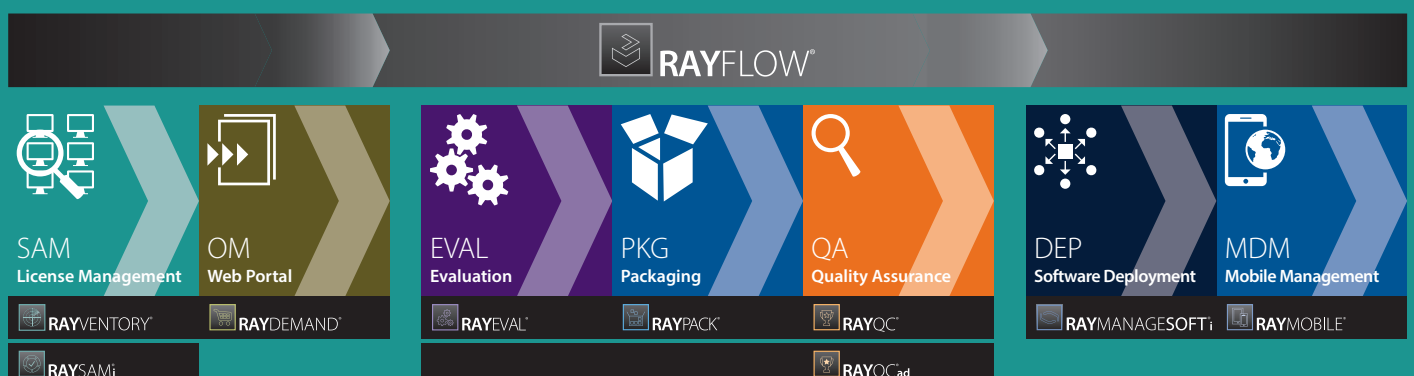 RAYFLOW®
SAM
License Management
OM
Web Portal
EVAL
Evaluation
PKG
Packaging
QA
Quality Assurance
DEP
Software Deployment
MDM
Mobile Management
RAYVENTORY®
RAYDEMAND®
RAYEVAL®
RAYPACK®
RAYQC®
RAYMANAGESOFT®i
RAYMOBILE®
RAYSAMi
RAYQC®ad